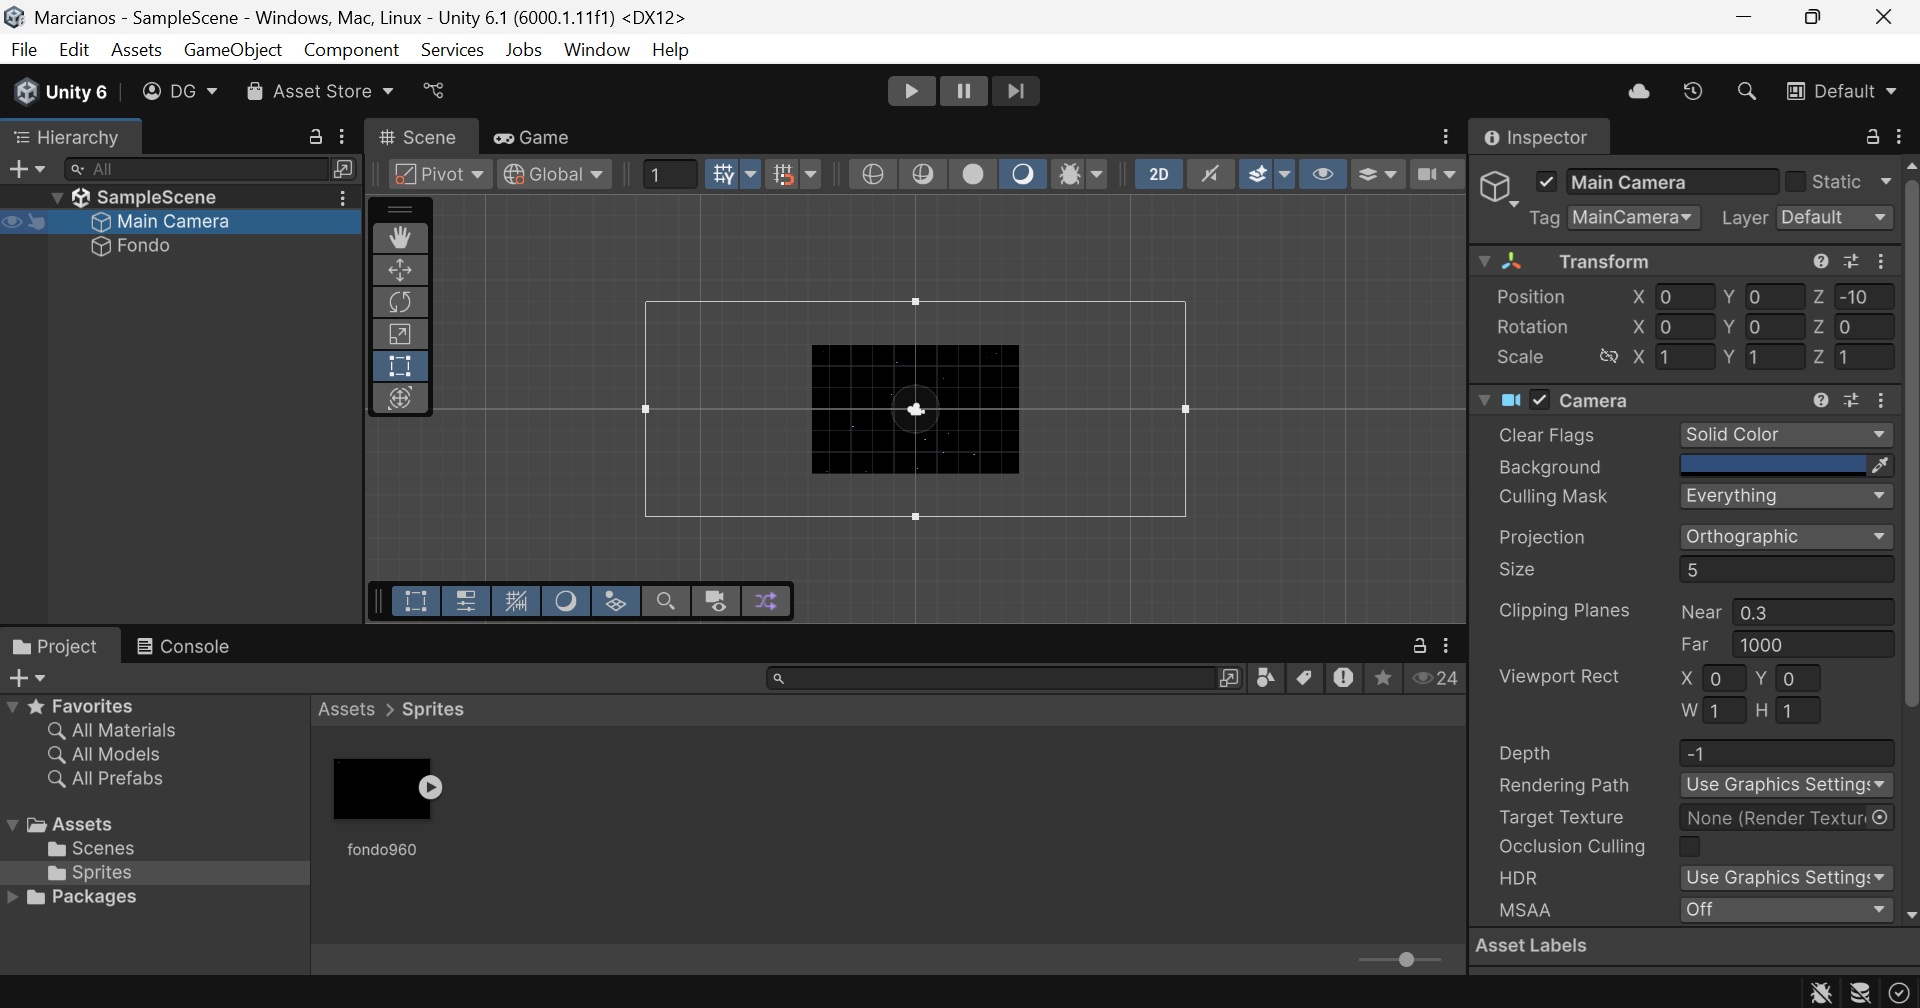 Marcianos - SampleScene - Windows, Mac, Linux - Unity 6.1 (6000.1.11f1) <DX12>
File Edit Assets GameObject Component Services Jobs Window Help
Unity 6 DG Asset Store Default
Hierarchy
All
SampleScene
Main Camera
Fondo
Scene Game
Pivot Global 1 2D
Inspector
Main Camera Static
Tag MainCamera Layer Default
Transform
Position X 0 Y 0 Z -10
Rotation X 0 Y 0 Z 0
Scale X 1 Y 1 Z 1
Camera
Clear Flags Solid Color
Background
Culling Mask Everything
Projection Orthographic
Size 5
Clipping Planes Near 0.3
Far 1000
Viewport Rect X 0 Y 0
W 1 H 1
Depth -1
Rendering Path Use Graphics Settings
Target Texture None (Render Textur
Occlusion Culling
HDR Use Graphics Settings
MSAA Off
Asset Labels
Project Console
24
Favorites
All Materials
All Models
All Prefabs
Assets
Scenes
Sprites
Packages
Assets > Sprites
fondo960